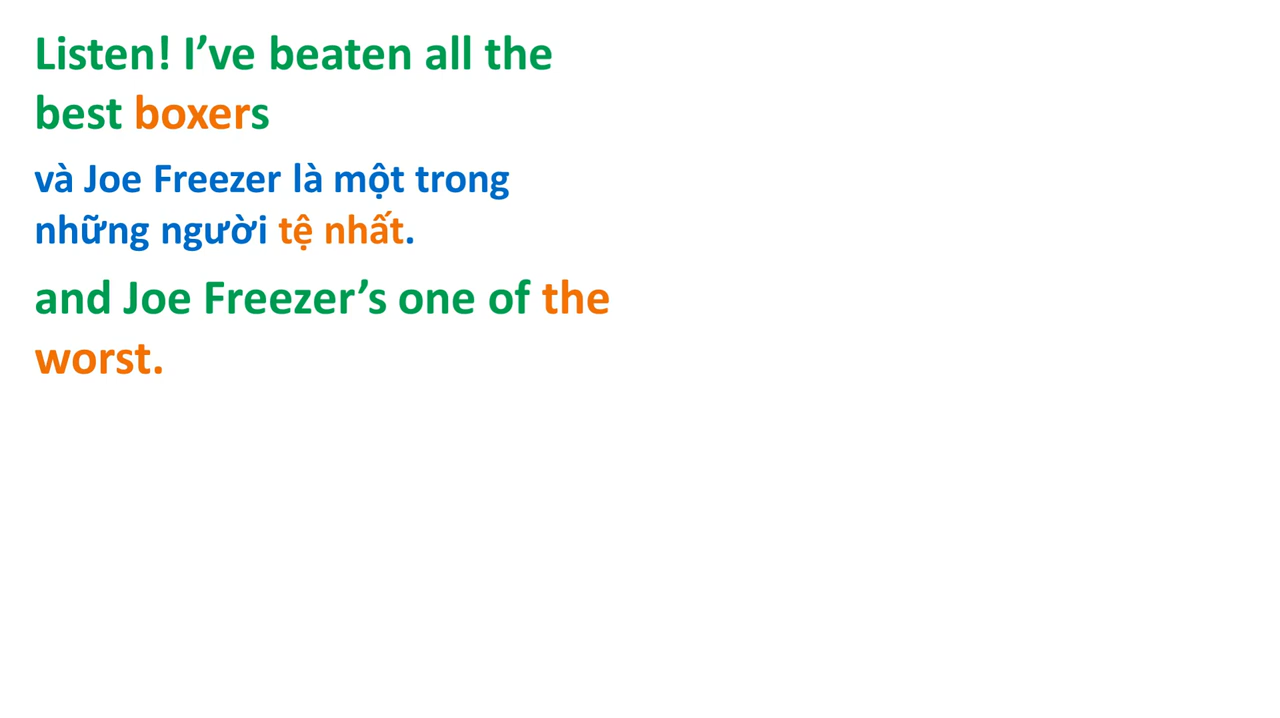 Listen! I’ve beaten all the
best boxers
và Joe Freezer là một trong
những người tệ nhất.
and Joe Freezer’s one of the
worst.